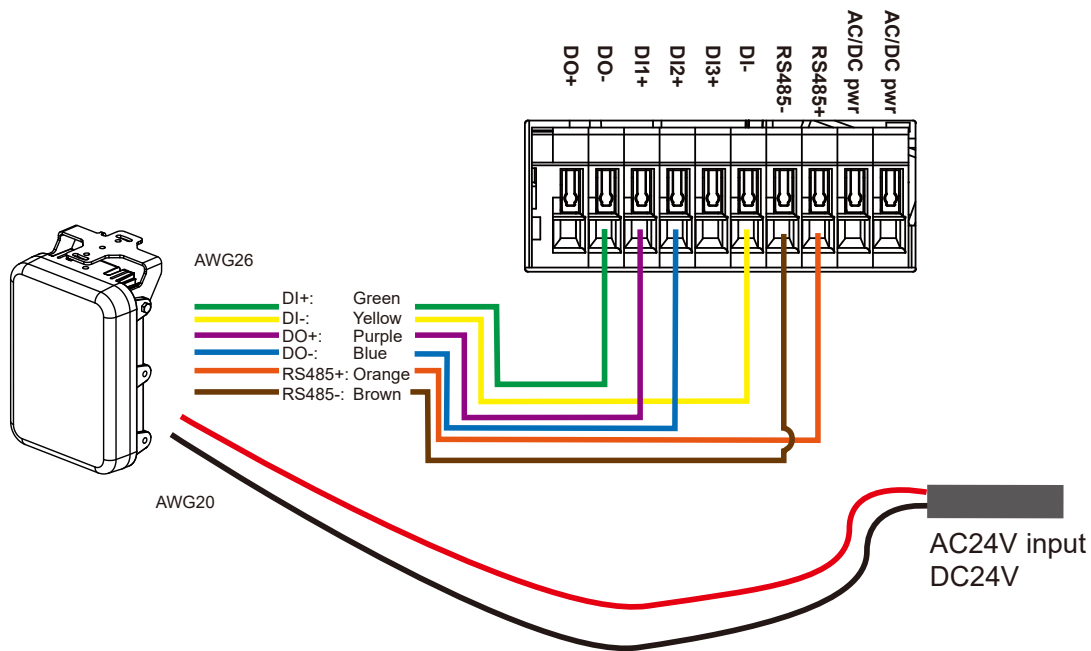 DO+
DO-
DI1+
DI2+
DI3+
DI-
RS485-
RS485+
AC/DC pwr
AC/DC pwr
AWG26
DI+: Green
DI-: Yellow
DO+: Purple
DO-: Blue
RS485+: Orange
RS485-: Brown
AWG20
AC24V input
DC24V